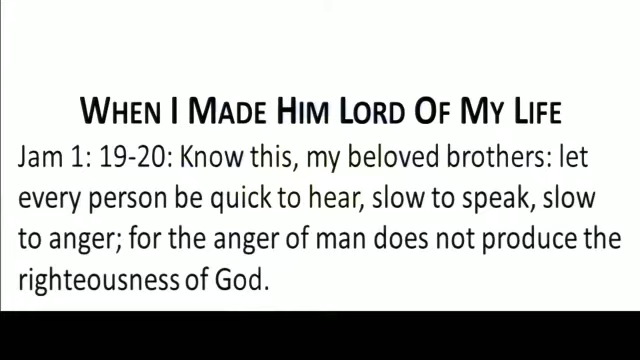 WHEN I MADE HIM LORD OF MY LIFE
Jam 1: 19-20: Know this, my beloved brothers: let
every person be quick to hear, slow to speak, slow
to anger; for the anger of man does not produce the
righteousness of God.